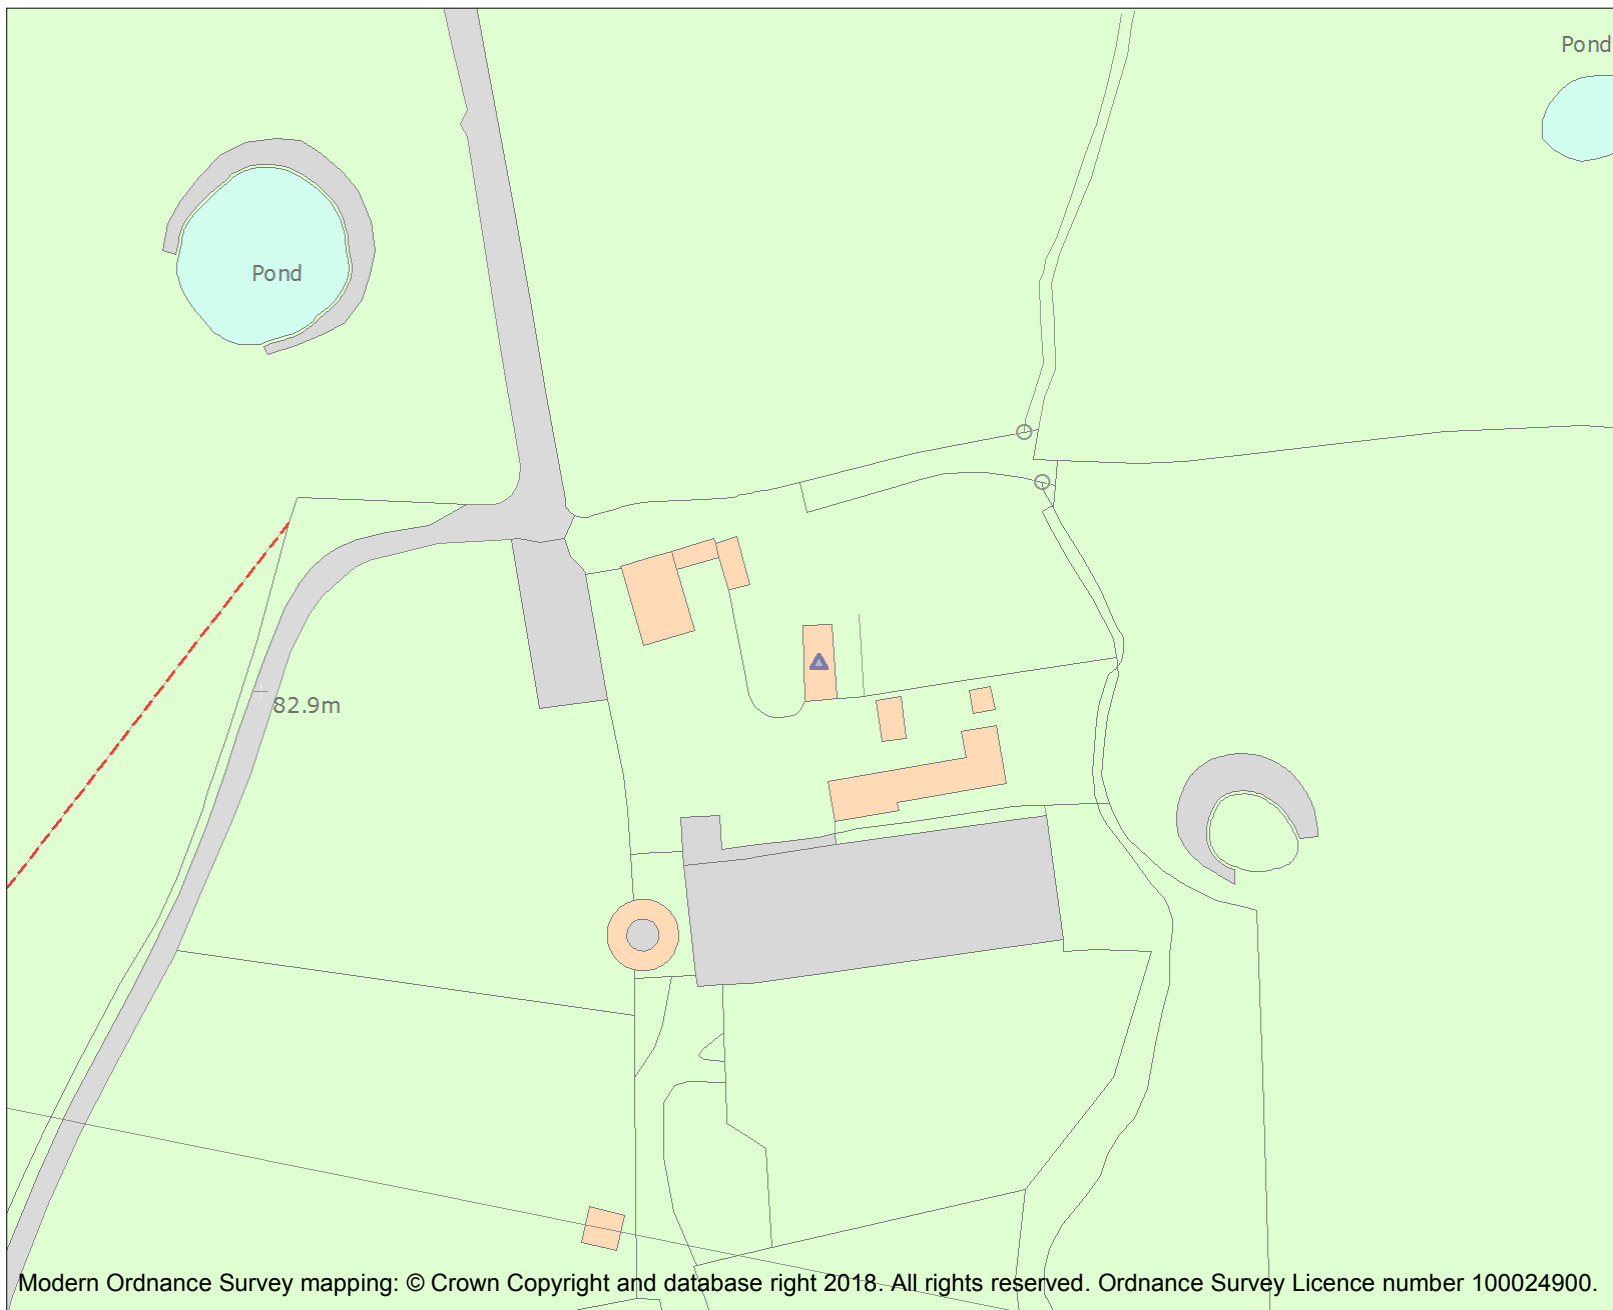 Pond
Pond
82.9m
Modern Ordnance Survey mapping: © Crown Copyright and database right 2018. All rights reserved. Ordnance Survey Licence number 100024900.